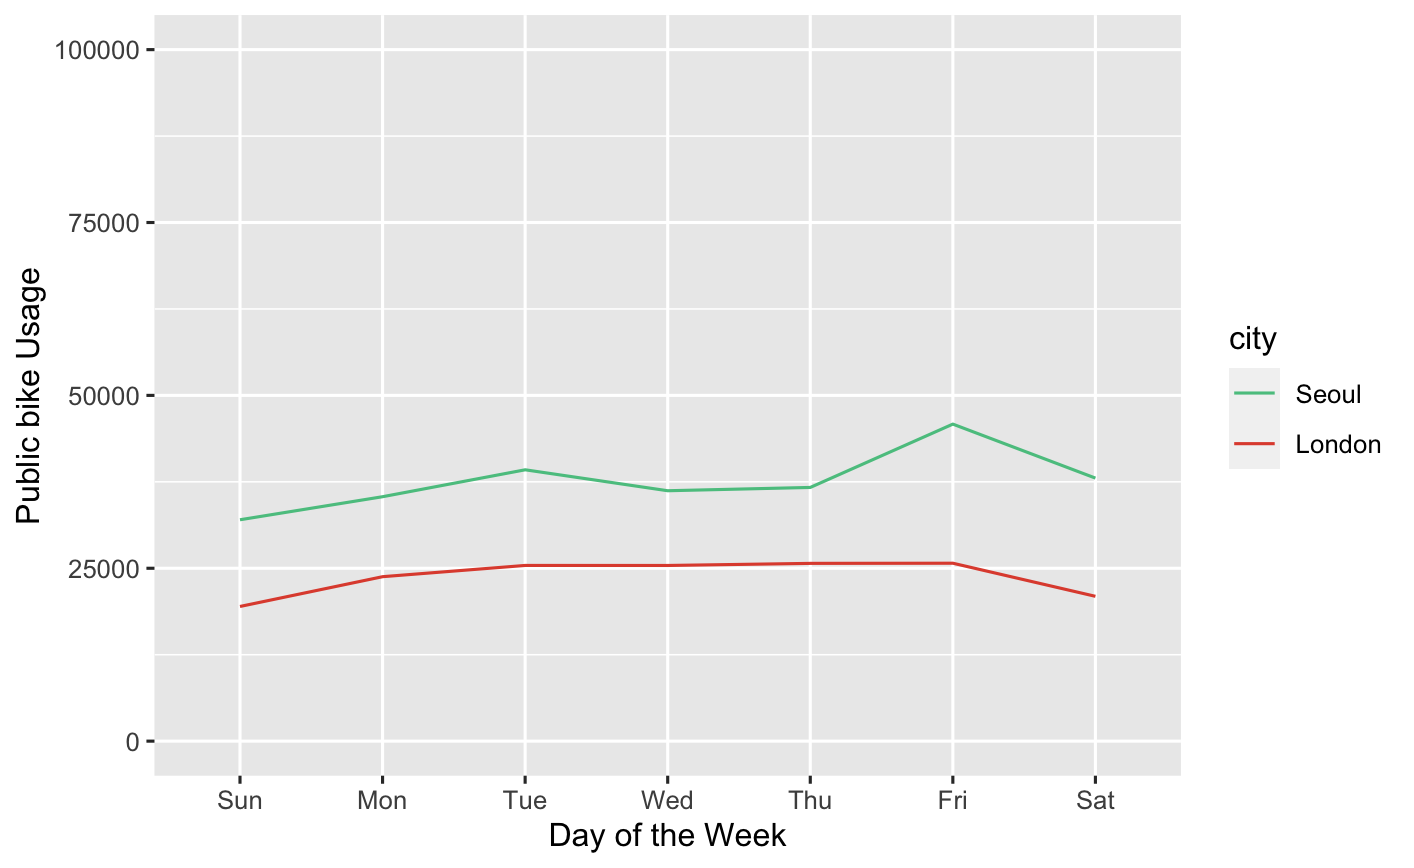 100000
75000
50000
25000
0
Public bike Usage
Sun Mon Tue Wed Thu Fri Sat
Day of the Week
city
Seoul
London